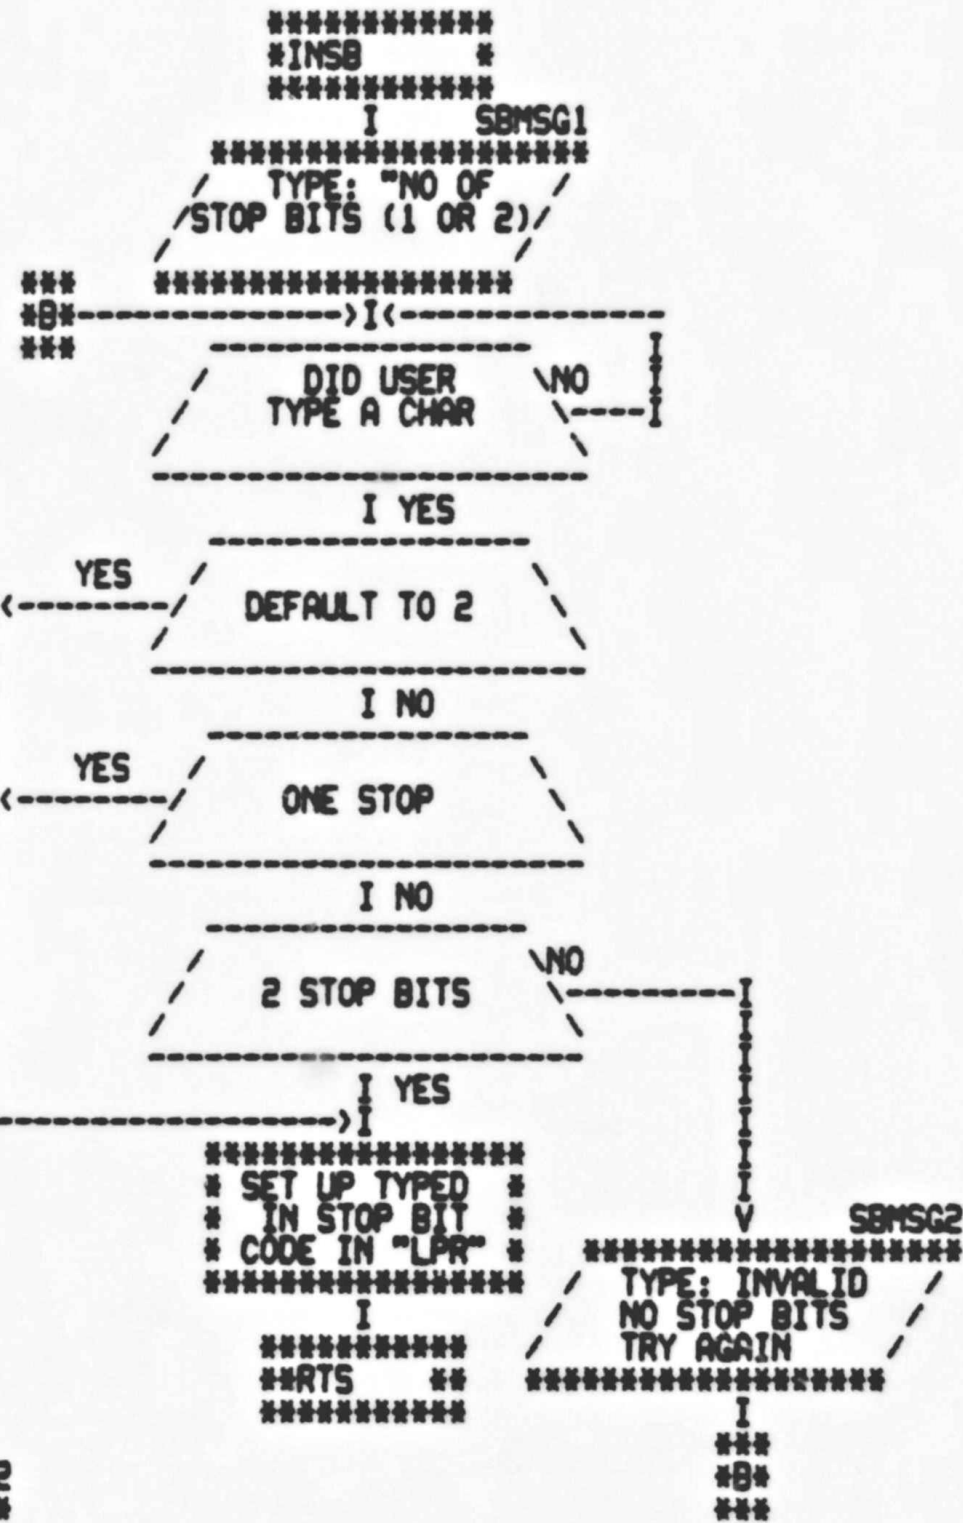 ************
*INSB      *
************
I     SBMSG1
********************
/   TYPE: "NO OF   /
/STOP BITS (1 OR 2)/
/                  /
***     *******************
*B*-------------->I<--------------
***     -----------------     I
/   DID USER   \NO   I
/   TYPE A CHAR   \----I
/                  \
-----------------------
I YES
-----------------
YES   /            \
<--------/   DEFAULT TO 2   \
/                  \
-----------------------
I NO
-----------------
YES   /            \
<--------/   ONE STOP   \
/                  \
-----------------------
I NO
-----------------
/            \NO
/   2 STOP BITS   \---------I
/                  \        I
-----------------------     I
I YES     I
------------------>I     I
*****************     I
* SET UP TYPED  *     I
*  IN STOP BIT  *     V     SBMSG2
* CODE IN "LPR" *     ********************
*****************     /  TYPE: INVALID  /
I     /  NO STOP BITS  /
***********     /  TRY AGAIN  /
**RTS    **     *******************
***********     I
***
*B*
***